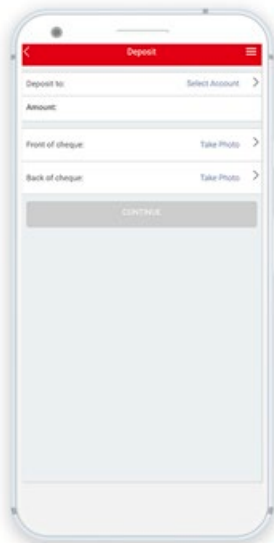 Deposit
Deposit to: Select Account
Amount:
Front of cheque: Take Photo
Back of cheque: Take Photo
CONTINUE